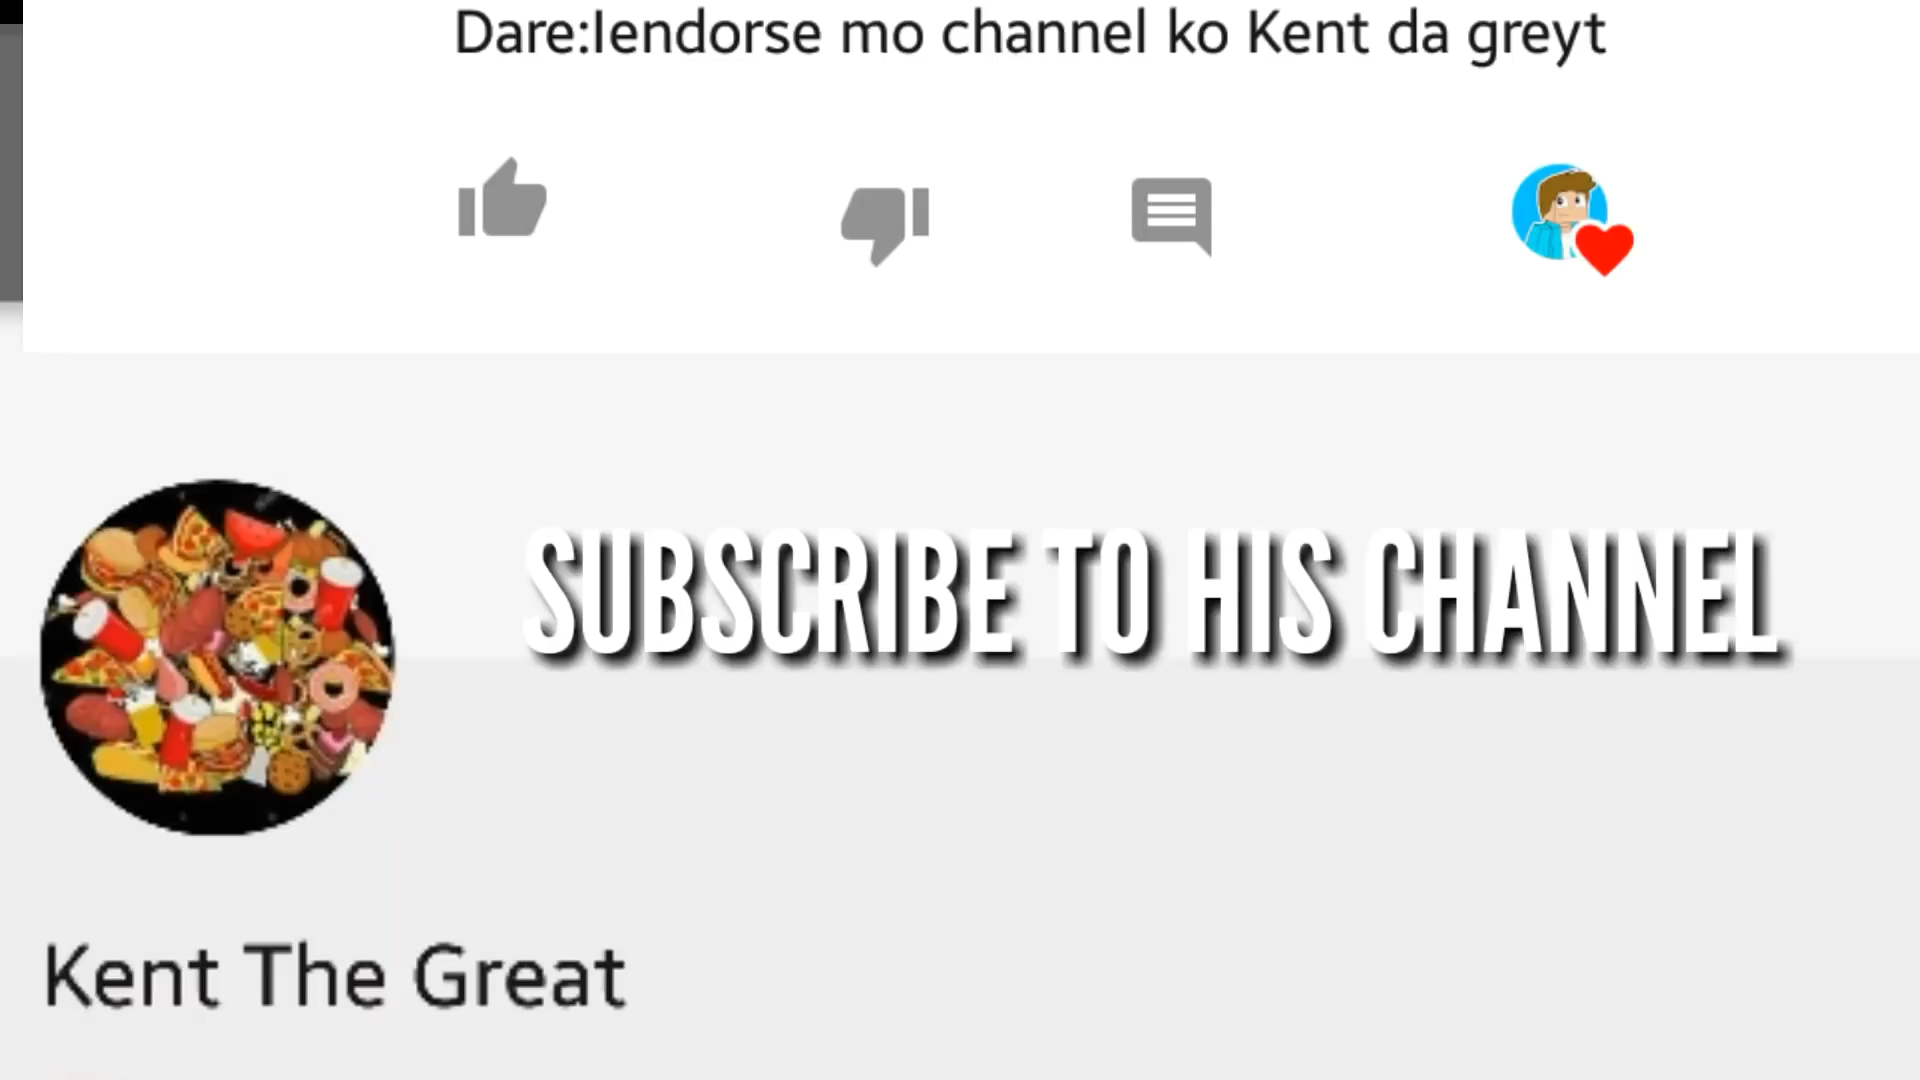 Dare:Iendorse mo channel ko Kent da greyt
SUBSCRIBE TO HIS CHANNEL
Kent The Great